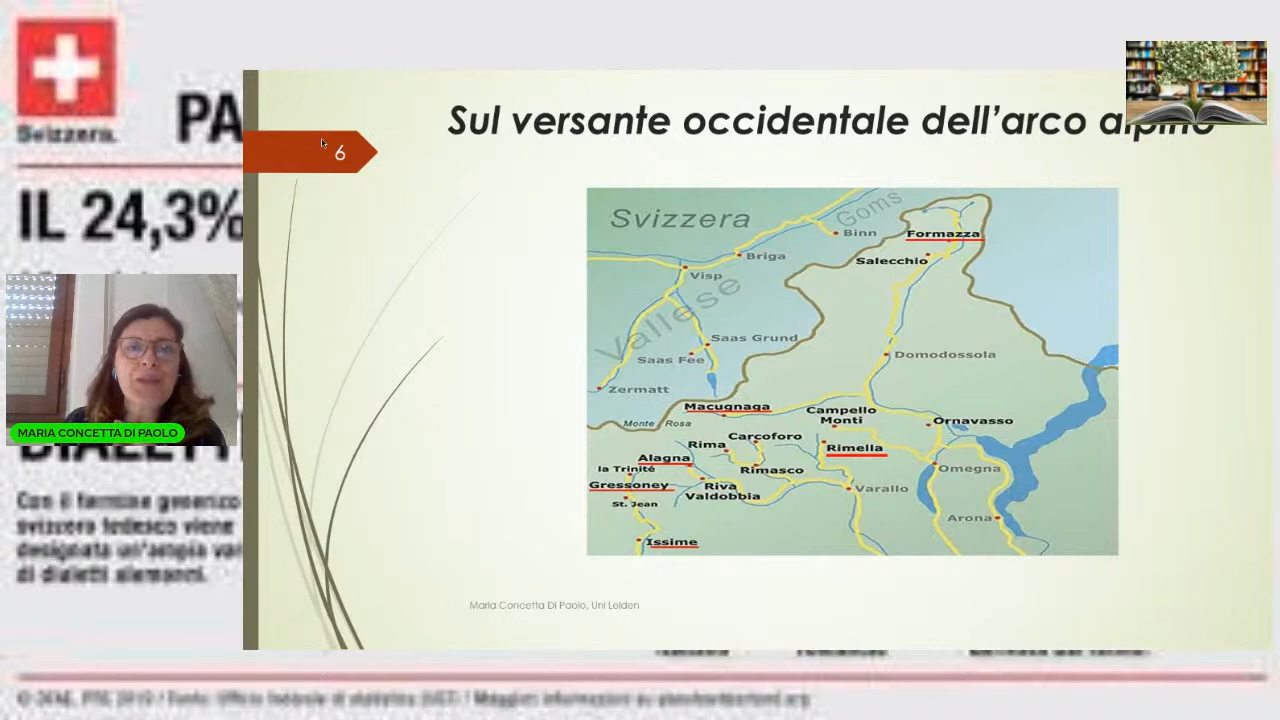 Svizzera.
PA
IL 24,3%
MARIA CONCETTA DI PAOLO
Con il termine generico
svizzero tedesco viene
designata un'ampia var
di dialetti alemanni.
6
Sul versante occidentale dell'arco alpino
Svizzera
Goms
Binn
Formazza
Briga
Salecchio
Visp
Vallese
Saas Grund
Saas Fee
Domodossola
Zermatt
Macugnaga
Campello
Monti
Monte Rosa
Ornavasso
Carcoforo
Rima
Rimella
Alagna
la Trinité
Rimasco
Omegna
Gressoney
Riva
Valdobbia
Varallo
St. Jean
Arona
Issime
Maria Concetta Di Paolo, Uni Leiden